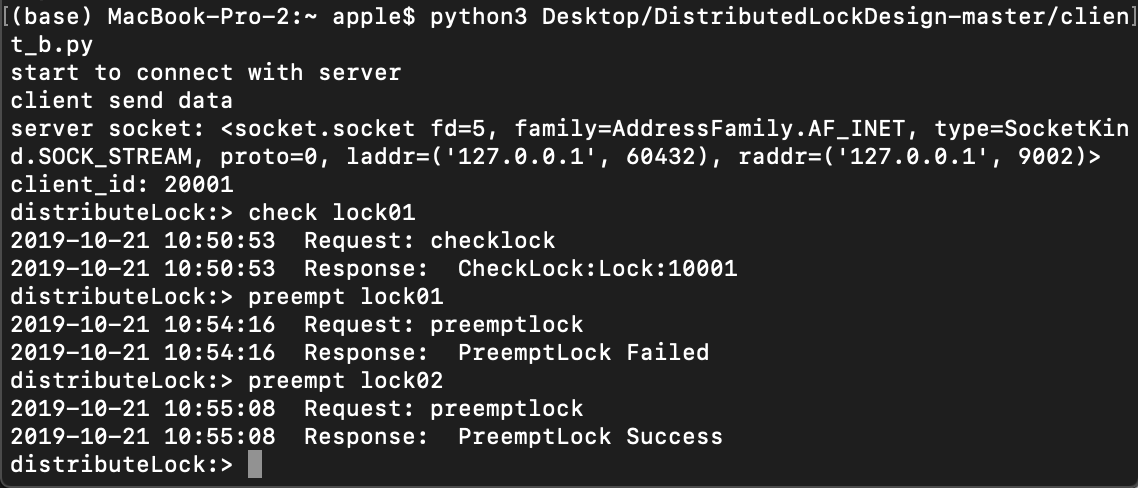 [(base) MacBook-Pro-2:~ apple$ python3 Desktop/DistributedLockDesign-master/clien]
t_b.py
start to connect with server
client send data
server socket: <socket.socket fd=5, family=AddressFamily.AF_INET, type=SocketKin
d.SOCK_STREAM, proto=0, laddr=('127.0.0.1', 60432), raddr=('127.0.0.1', 9002)>
client_id: 20001
distributeLock:> check lock01
2019-10-21 10:50:53  Request: checklock
2019-10-21 10:50:53  Response:  CheckLock:Lock:10001
distributeLock:> preempt lock01
2019-10-21 10:54:16  Request: preemptlock
2019-10-21 10:54:16  Response:  PreemptLock Failed
distributeLock:> preempt lock02
2019-10-21 10:55:08  Request: preemptlock
2019-10-21 10:55:08  Response:  PreemptLock Success
distributeLock:>